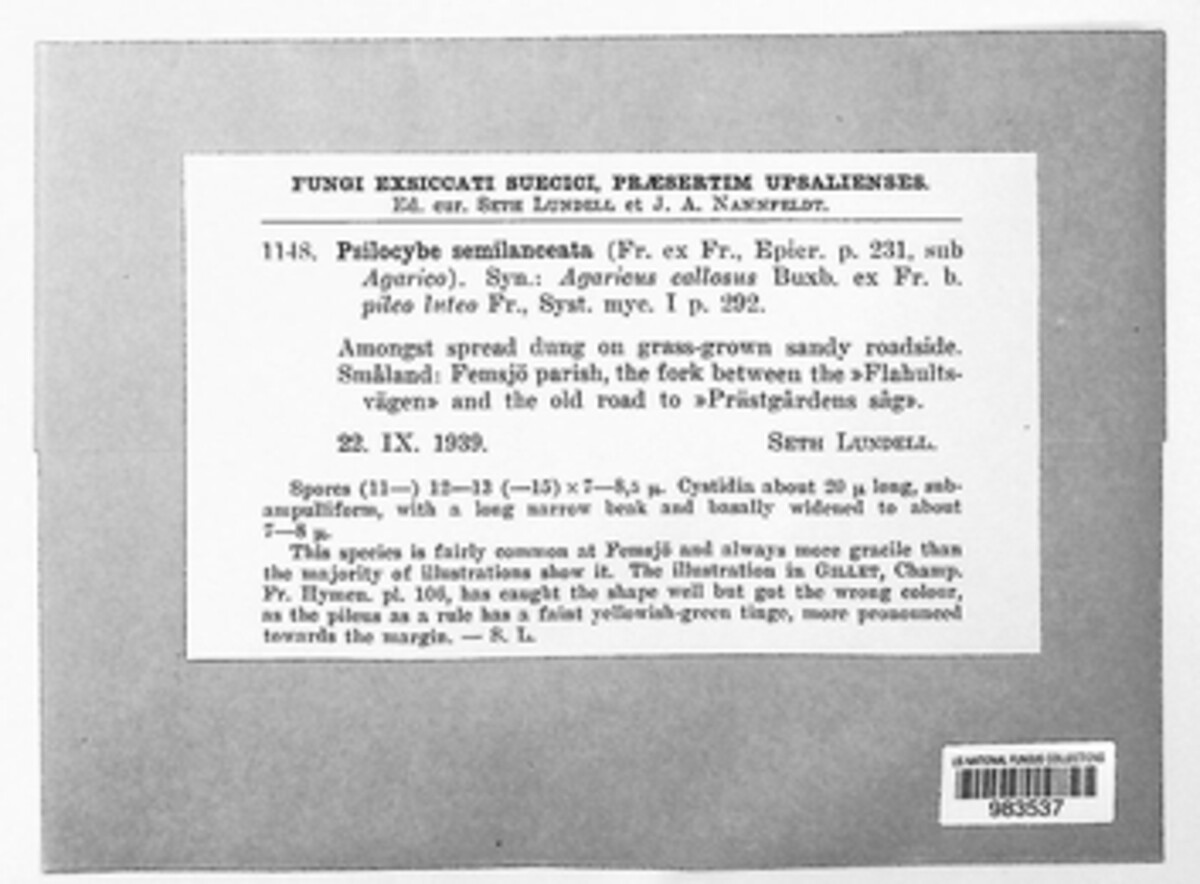 FUNGI EXSICCATI SUECICI, PRÆSERTIM UPSALIENSES.
Ed. cur. SETH LUNDELL et J. A. NANNFELDT.
1148. Psilocybe semilanceata (Fr. ex Fr., Epicr. p. 231, sub
Agarico). Syn.: Agaricus callosus Buxb. ex Fr. b.
pileo luteo Fr., Syst. myc. I p. 292.
Amongst spread dung on grass-grown sandy roadside.
Småland: Femsjö parish, the fork between the »Flahults-
vägen» and the old road to »Prästgårdens såg».
22. IX. 1939. SETH LUNDELL.
Spores (11—) 12—13 (—15) × 7—8,5 µ. Cystidia about 20 µ long, sub-
ampulliform, with a long narrow beak and basally widened to about
7—8 µ.
This species is fairly common at Femsjö and always more gracile than
the majority of illustrations show it. The illustration in GILLET, Champ.
Fr. Hymen. pl. 106, has caught the shape well but got the wrong colour,
as the pileus as a rule has a faint yellowish-green tinge, more pronounced
towards the margin. — S. L.
US NATIONAL FUNGUS COLLECTIONS
983537